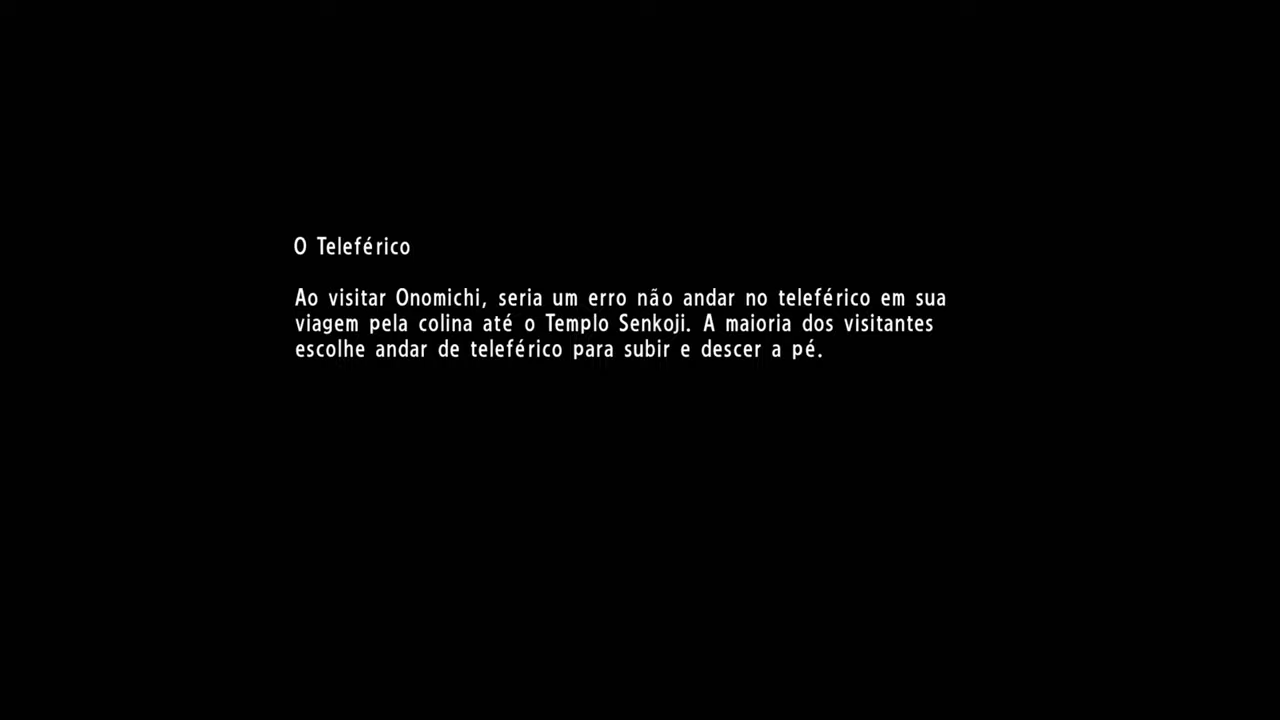 O Teleférico
Ao visitar Onomichi, seria um erro não andar no teleférico em sua
viagem pela colina até o Templo Senkoji. A maioria dos visitantes
escolhe andar de teleférico para subir e descer a pé.